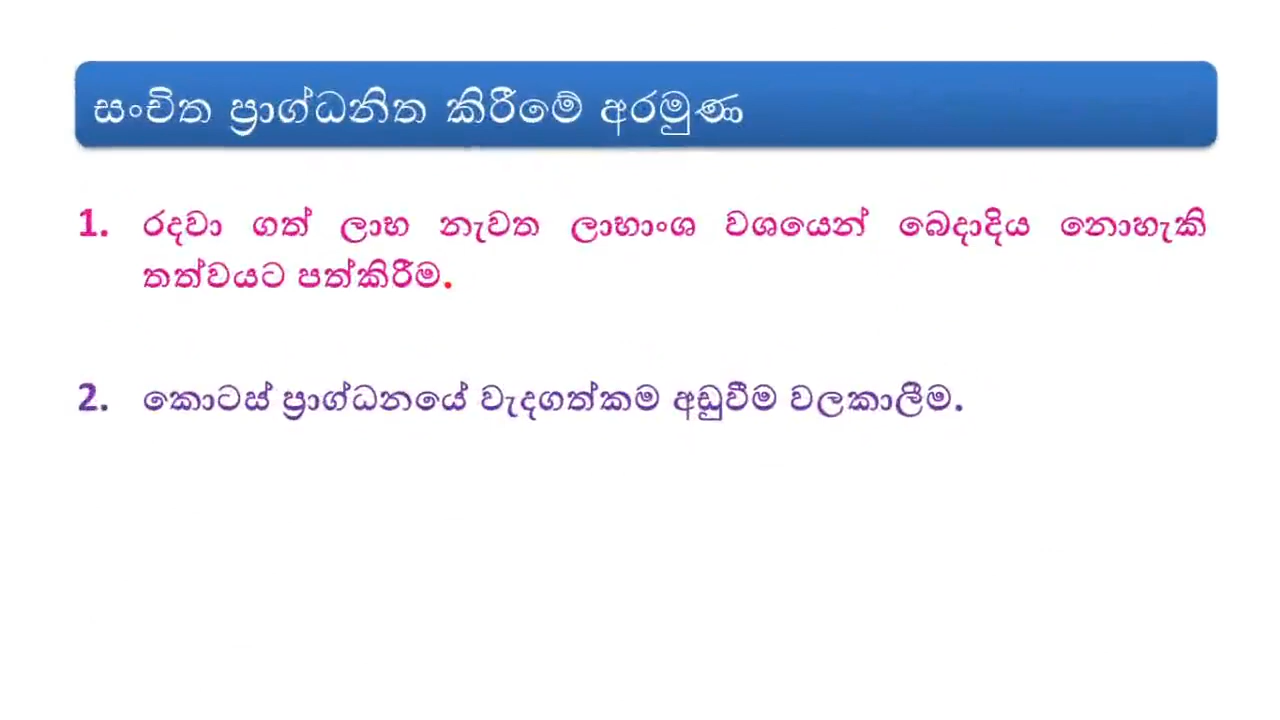 සංචිත ප්‍රාග්ධනිත කිරීමේ අරමුණ
1. රදවා ගත් ලාභ නැවත ලාභාංශ වශයෙන් බෙදාදිය නොහැකි
තත්වයට පත්කිරීම.
2. කොටස් ප්‍රාග්ධනයේ වැදගත්කම අඩුවීම වලකාලීම.